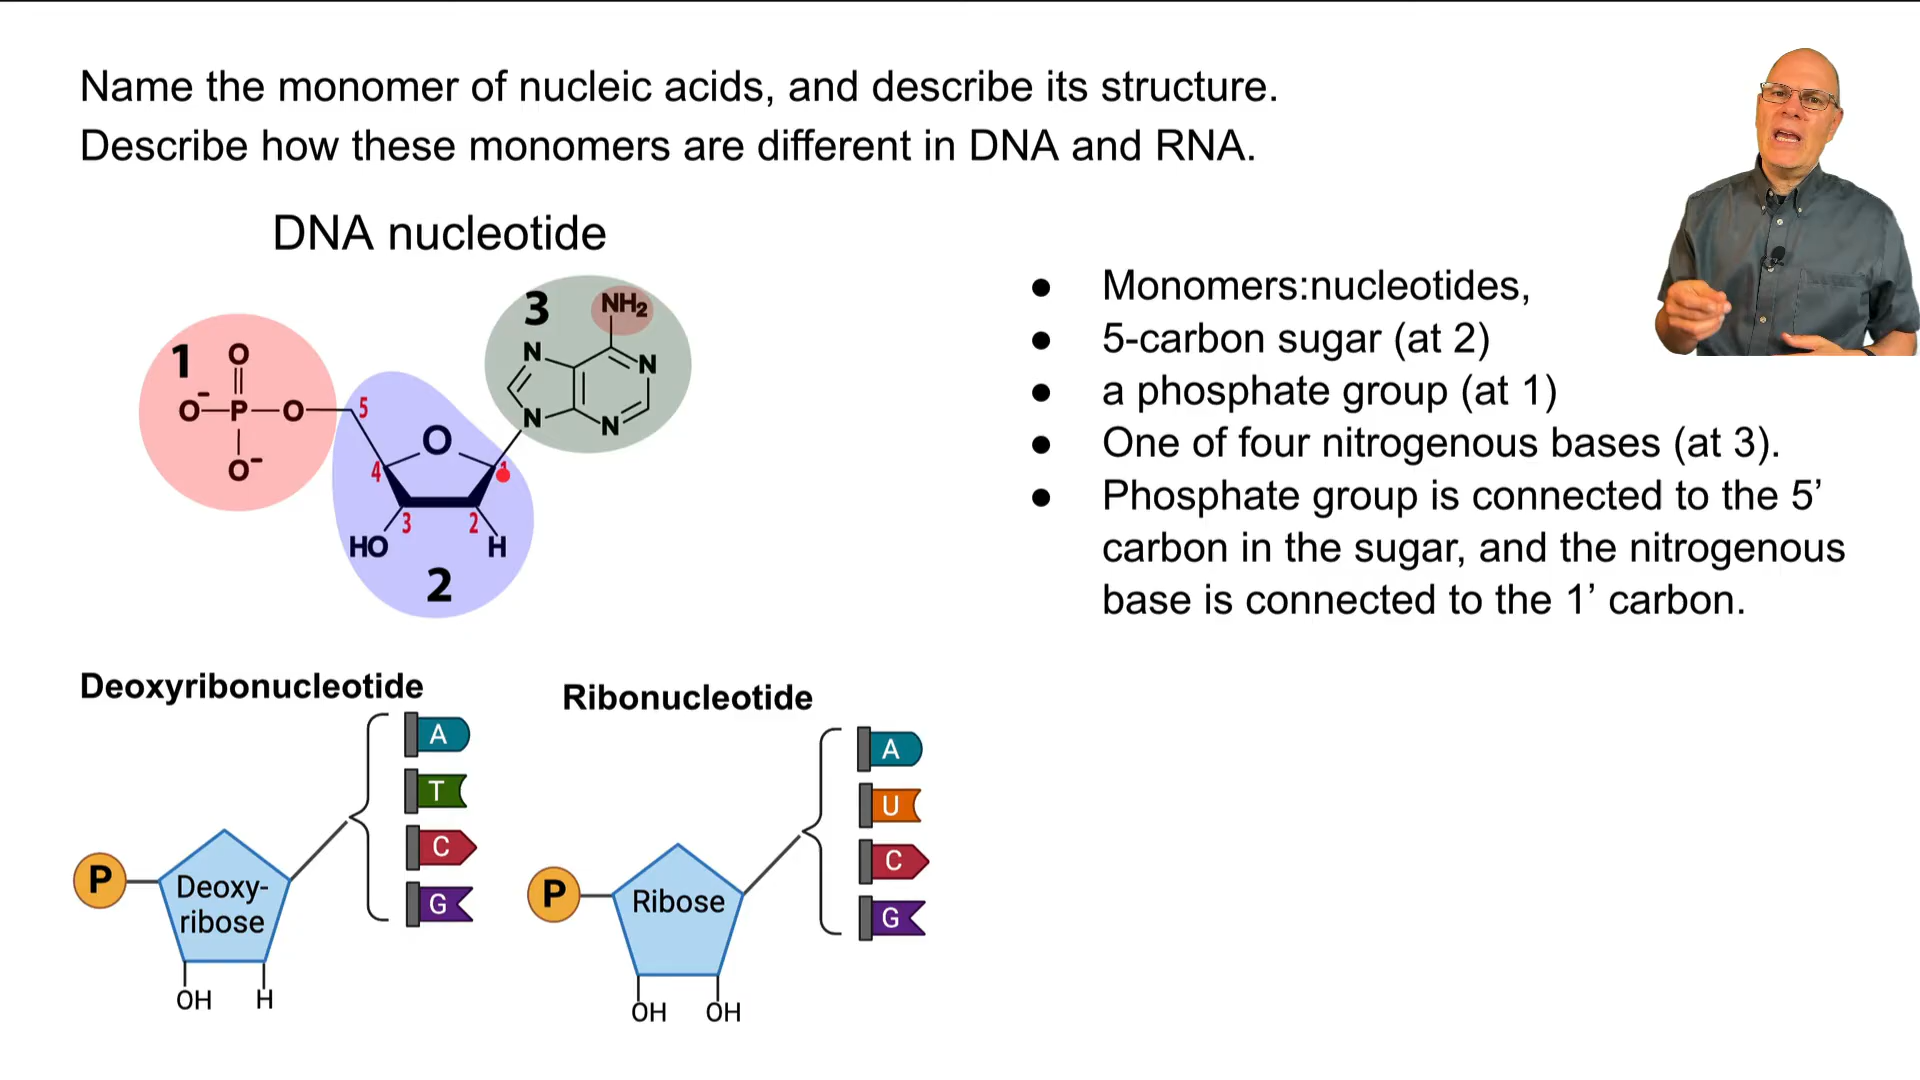 Name the monomer of nucleic acids, and describe its structure.
Describe how these monomers are different in DNA and RNA.
DNA nucleotide
1
O
O⁻—P—O
O⁻
5
O
4
1
3
2
HO
H
2
3
NH₂
N
N
N
N
● Monomers:nucleotides,
● 5-carbon sugar (at 2)
● a phosphate group (at 1)
● One of four nitrogenous bases (at 3).
● Phosphate group is connected to the 5’
carbon in the sugar, and the nitrogenous
base is connected to the 1’ carbon.
Deoxyribonucleotide
A
T
C
G
P
Deoxy-
ribose
OH H
Ribonucleotide
A
U
C
G
P
Ribose
OH OH